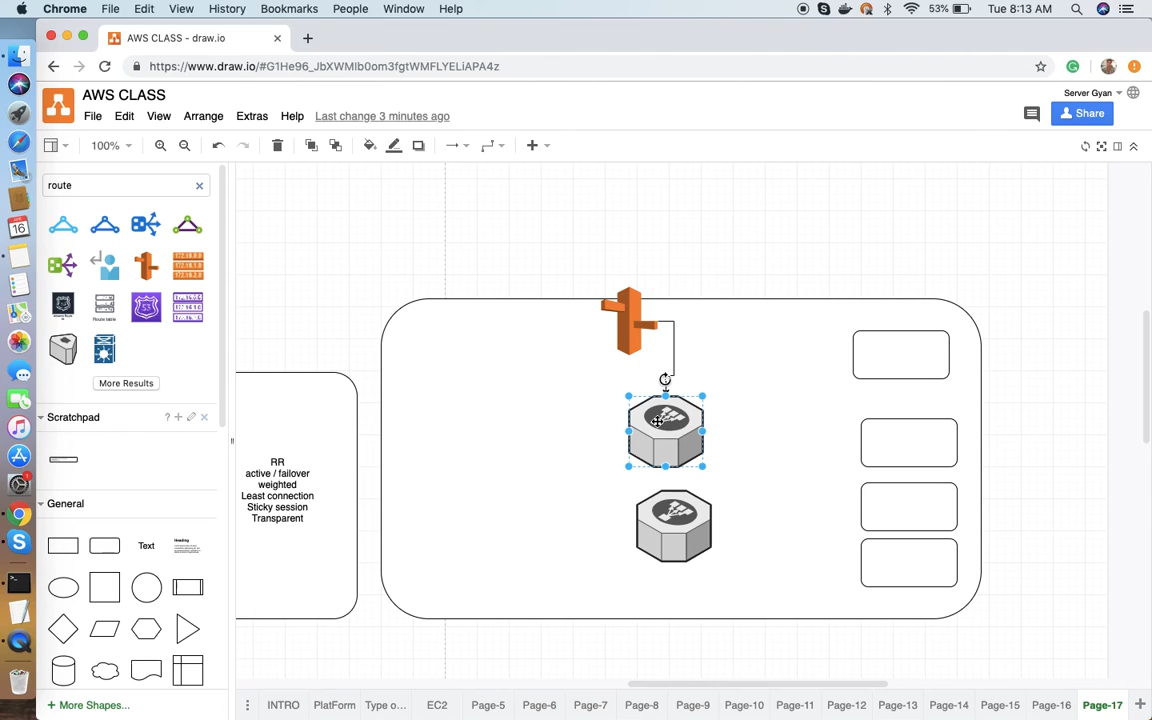 Chrome File Edit View History Bookmarks People Window Help
53% Tue 8:13 AM
AWS CLASS - draw.io
https://www.draw.io/#G1He96_JbXWMlb0om3fgtWMFLYELiAPA4z
AWS CLASS
Server Gyan
File Edit View Arrange Extras Help Last change 3 minutes ago
Share
100%
route
Route table
53
More Results
Scratchpad
?
RR
active / failover
weighted
Least connection
Sticky session
Transparent
General
Text
Heading
+ More Shapes...
INTRO PlatForm Type o... EC2 Page-5 Page-6 Page-7 Page-8 Page-9 Page-10 Page-11 Page-12 Page-13 Page-14 Page-15 Page-16 Page-17